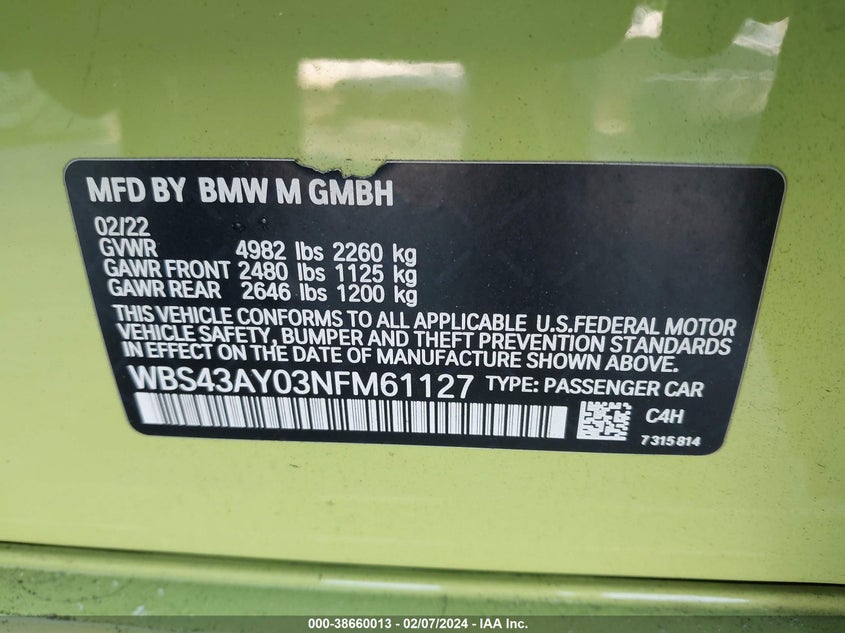 MFD BY BMW M GMBH
02/22
GVWR 4982 lbs 2260 kg
GAWR FRONT 2480 lbs 1125 kg
GAWR REAR 2646 lbs 1200 kg
THIS VEHICLE CONFORMS TO ALL APPLICABLE U.S.FEDERAL MOTOR
VEHICLE SAFETY, BUMPER AND THEFT PREVENTION STANDARDS
IN EFFECT ON THE DATE OF MANUFACTURE SHOWN ABOVE.
WBS43AY03NFM61127 TYPE: PASSENGER CAR
C4H
7315814
000-38660013 — 02/07/2024 — IAA Inc.